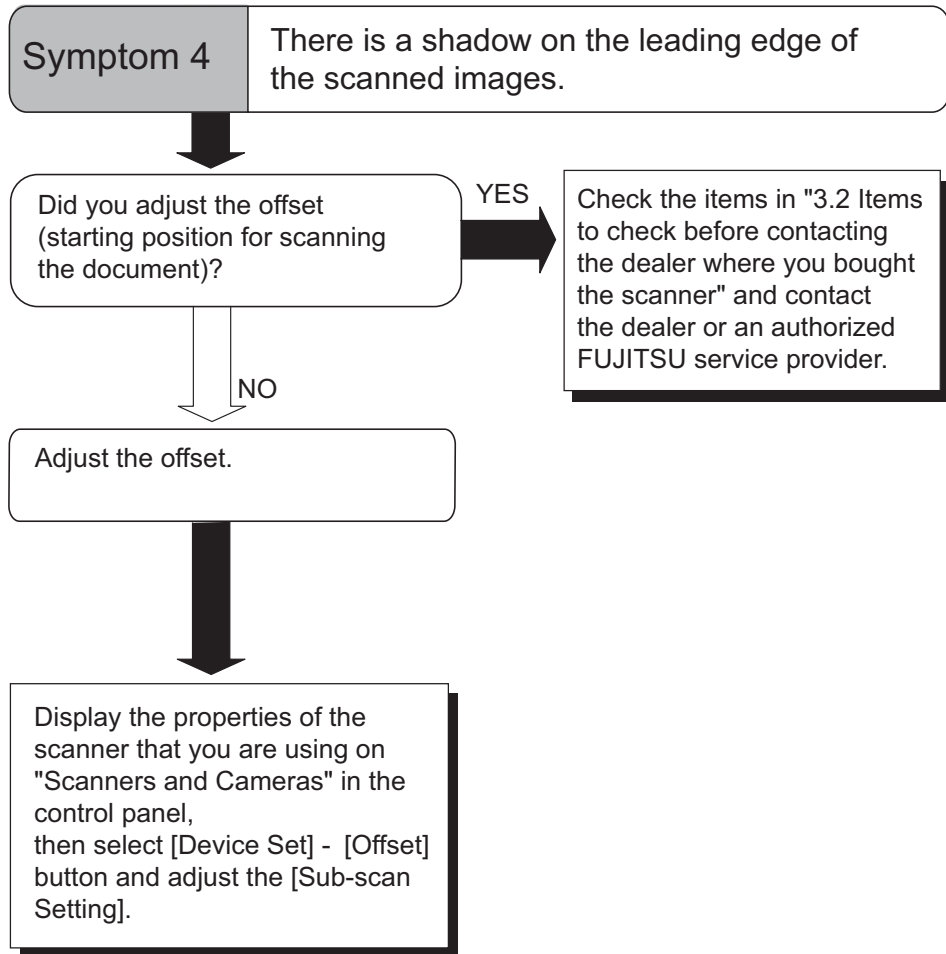 Symptom 4
There is a shadow on the leading edge of
the scanned images.
Did you adjust the offset
(starting position for scanning
the document)?
YES
Check the items in "3.2 Items
to check before contacting
the dealer where you bought
the scanner" and contact
the dealer or an authorized
FUJITSU service provider.
NO
Adjust the offset.
Display the properties of the
scanner that you are using on
"Scanners and Cameras" in the
control panel,
then select [Device Set] - [Offset]
button and adjust the [Sub-scan
Setting].